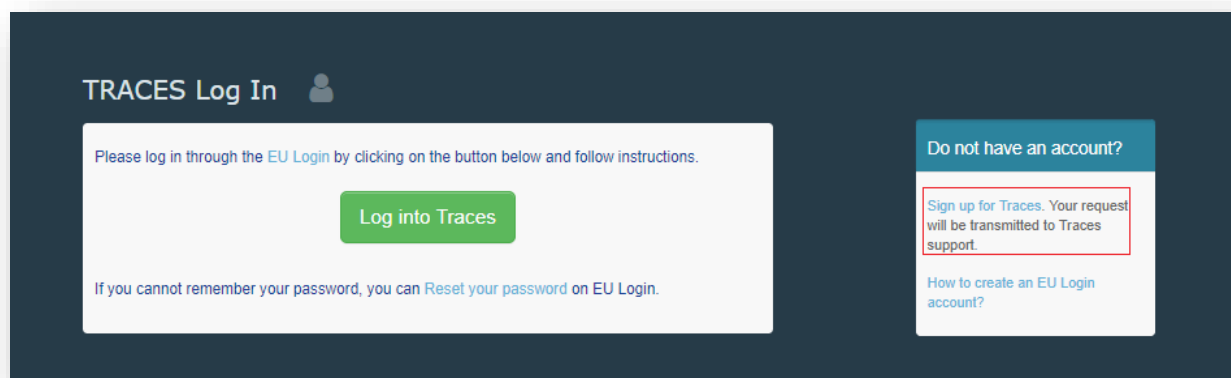 TRACES Log In
Please log in through the EU Login by clicking on the button below and follow instructions.
Log into Traces
If you cannot remember your password, you can Reset your password on EU Login.
Do not have an account?
Sign up for Traces. Your request
will be transmitted to Traces
support.
How to create an EU Login
account?